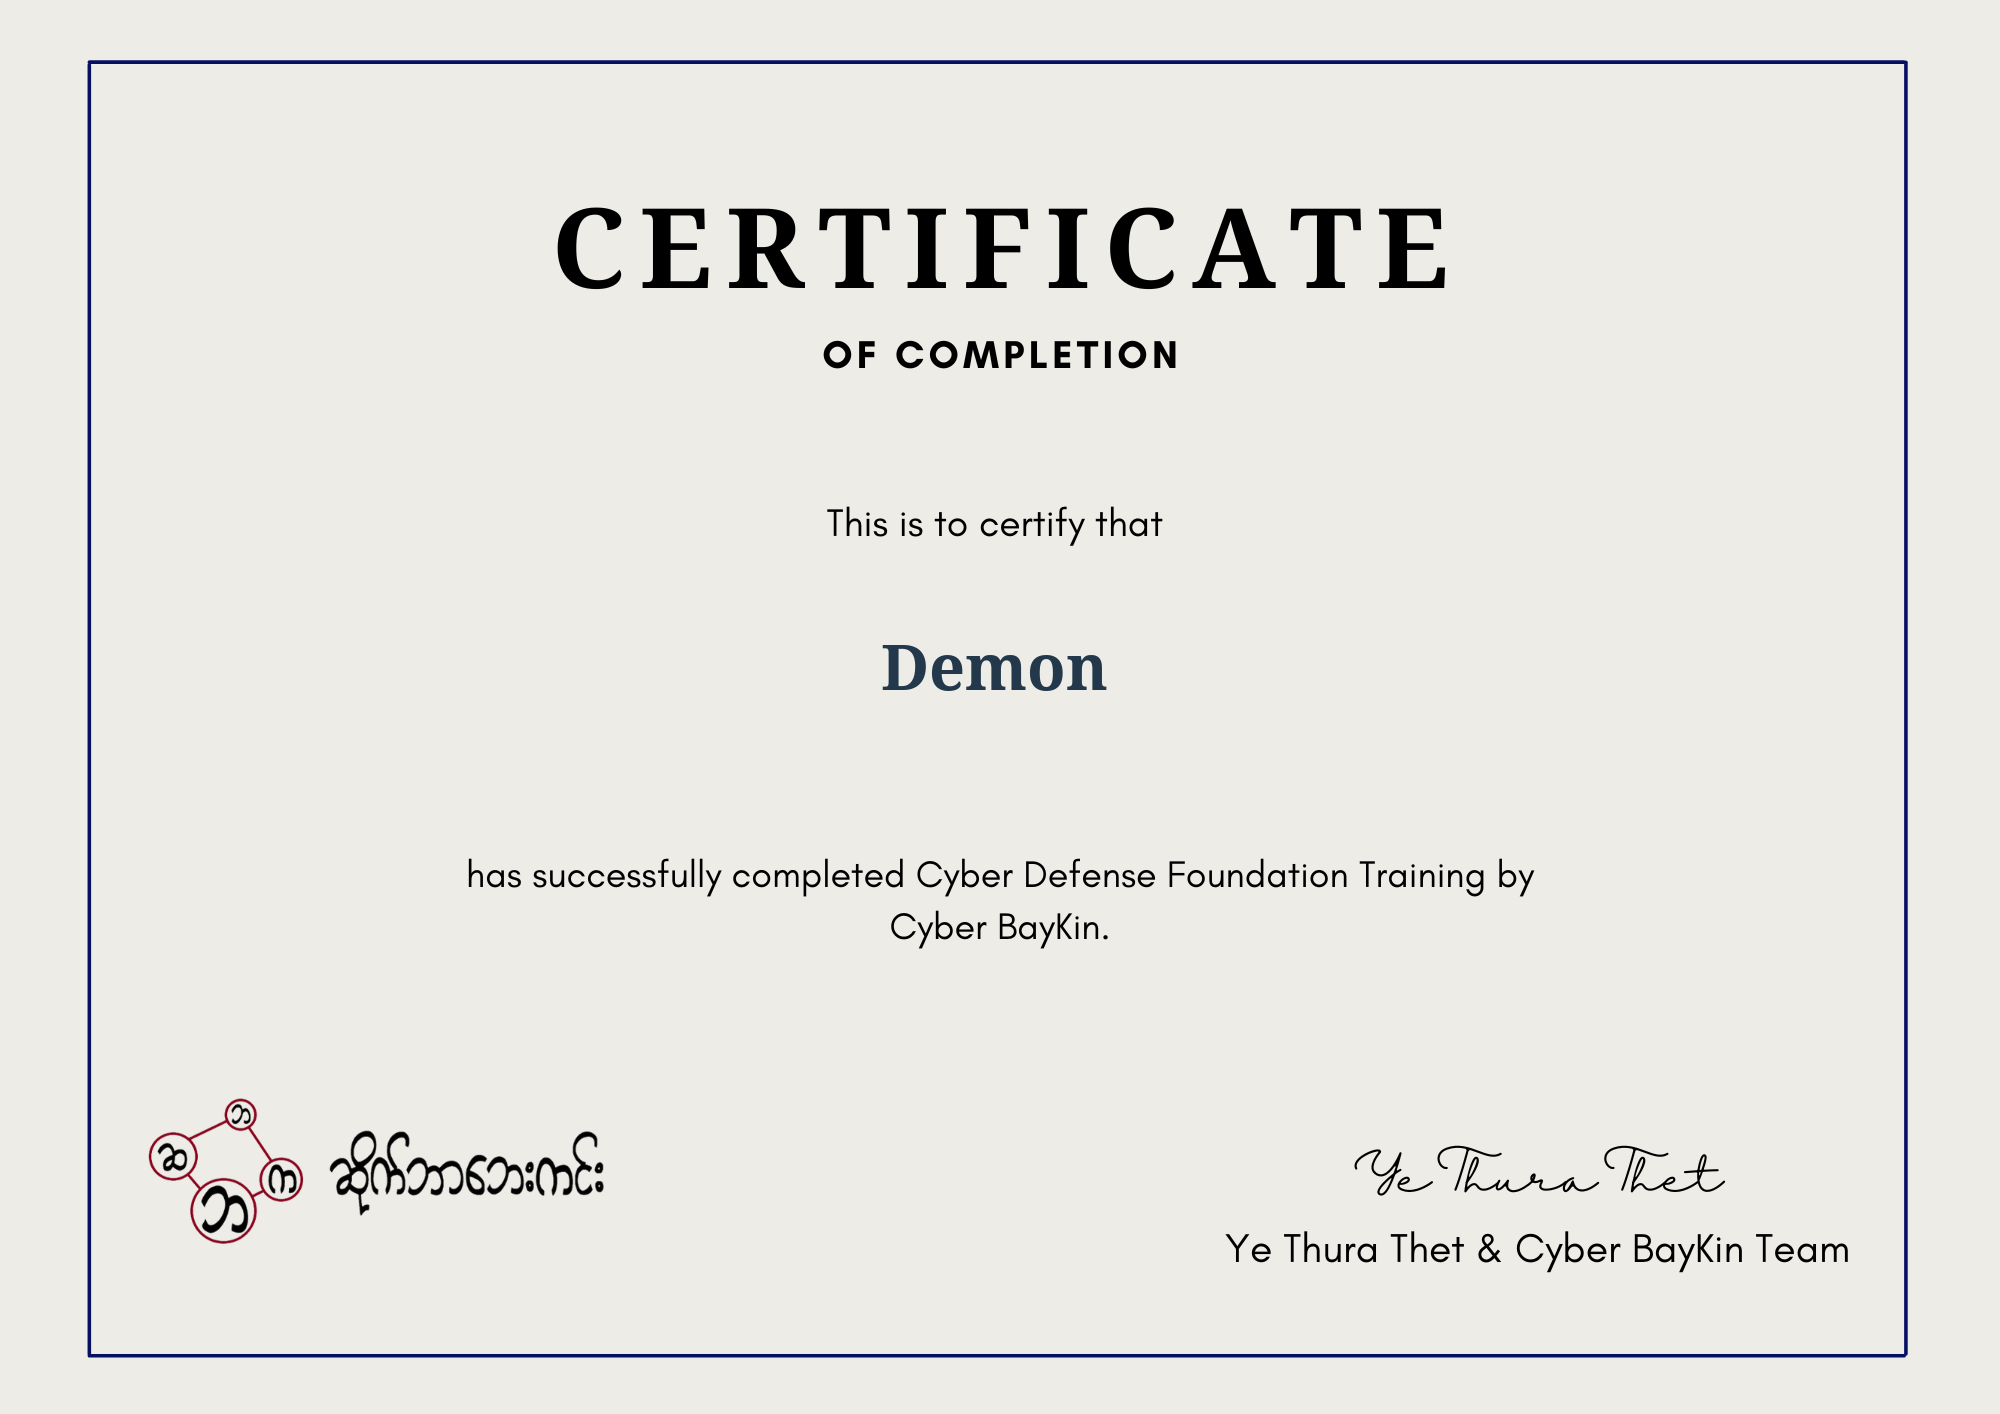 CERTIFICATE
OF COMPLETION
This is to certify that
Demon
has successfully completed Cyber Defense Foundation Training by
Cyber BayKin.
ဘ
ဆ
က
ဘ
ဆိုက်ဘာဘေးကင်း
Ye Thura Thet
Ye Thura Thet & Cyber BayKin Team